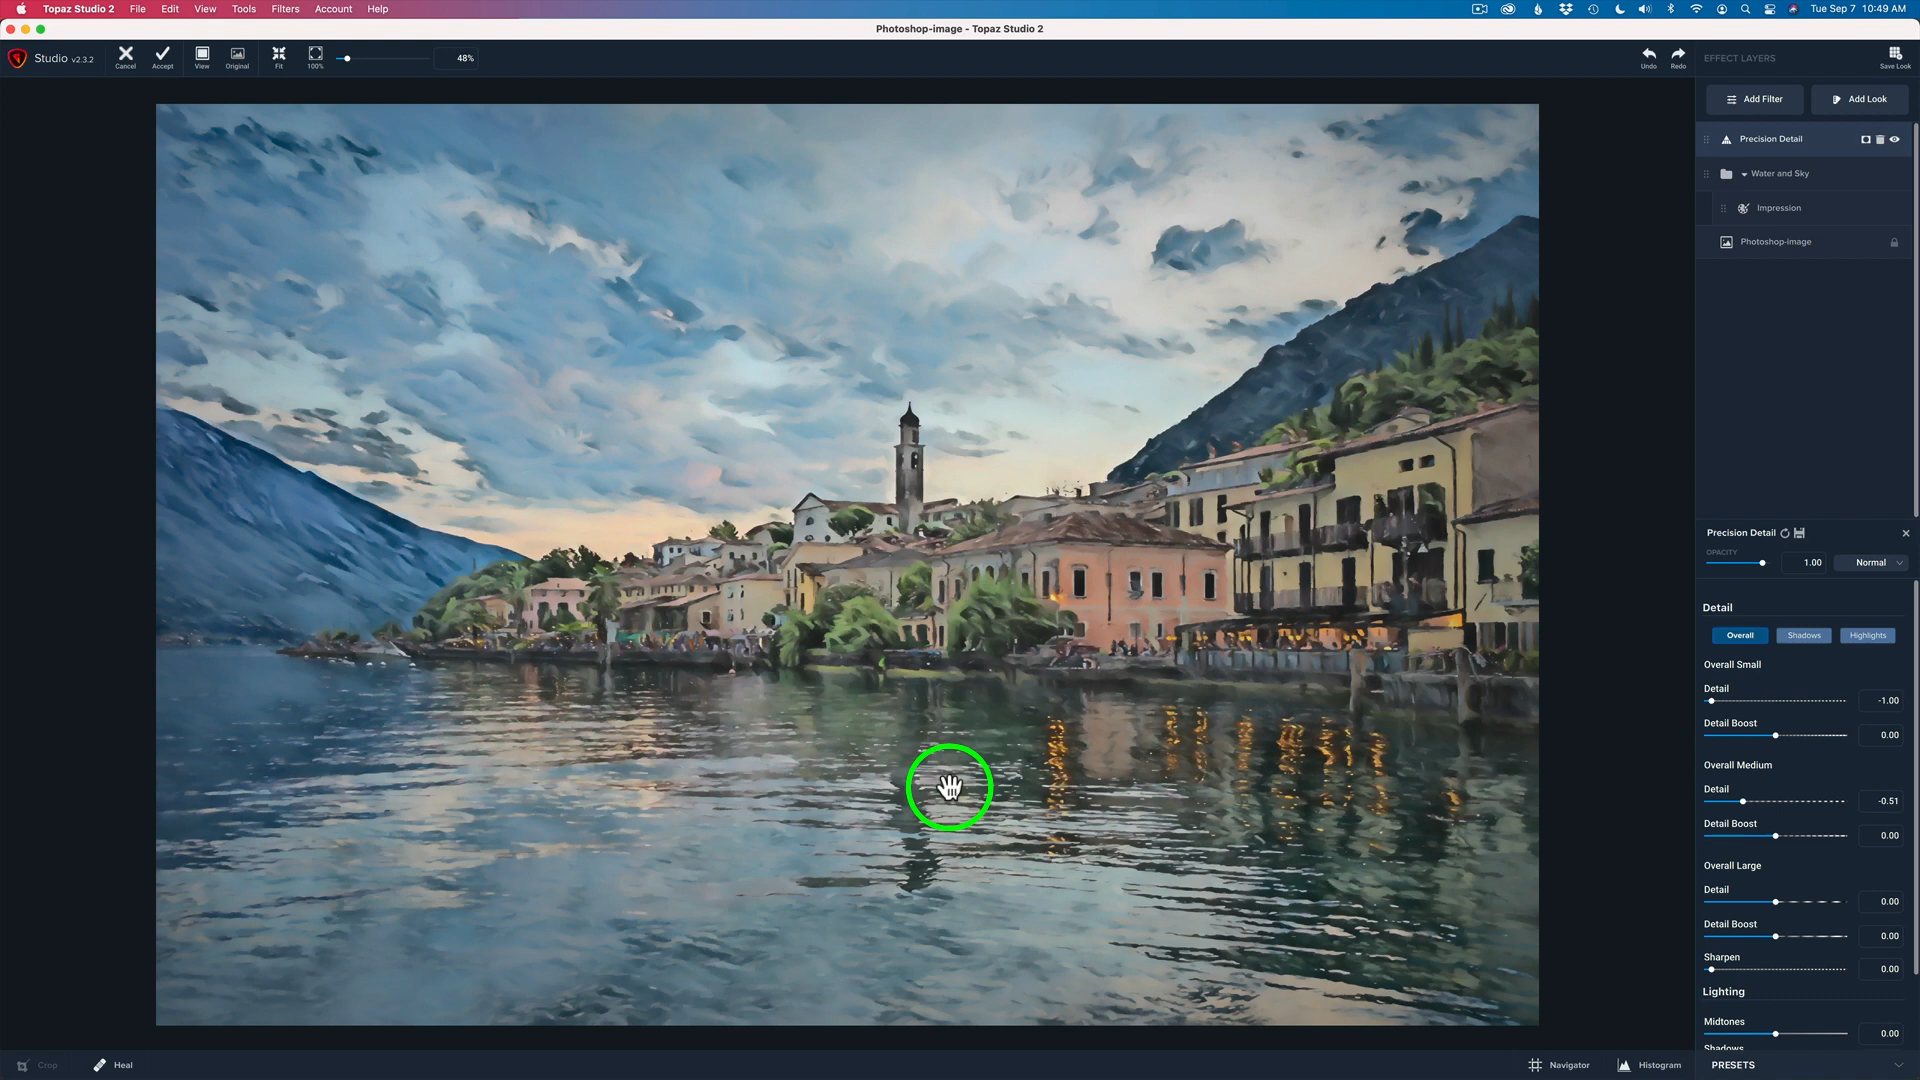 Topaz Studio 2 File Edit View Tools Filters Account Help Tue Sep 7 10:49 AM
Photoshop-image - Topaz Studio 2
Studio v2.3.2 Cancel Accept View Original Fit 100% 48% Undo Redo EFFECT LAYERS Save Look
Add Filter Add Look
Precision Detail
Water and Sky
Impression
Photoshop-image
Precision Detail
OPACITY
1.00 Normal
Detail
Overall Shadows Highlights
Overall Small
Detail
-1.00
Detail Boost
0.00
Overall Medium
Detail
-0.51
Detail Boost
0.00
Overall Large
Detail
0.00
Detail Boost
0.00
Sharpen
0.00
Lighting
Midtones
0.00
Shadows
Crop Heal Navigator Histogram PRESETS